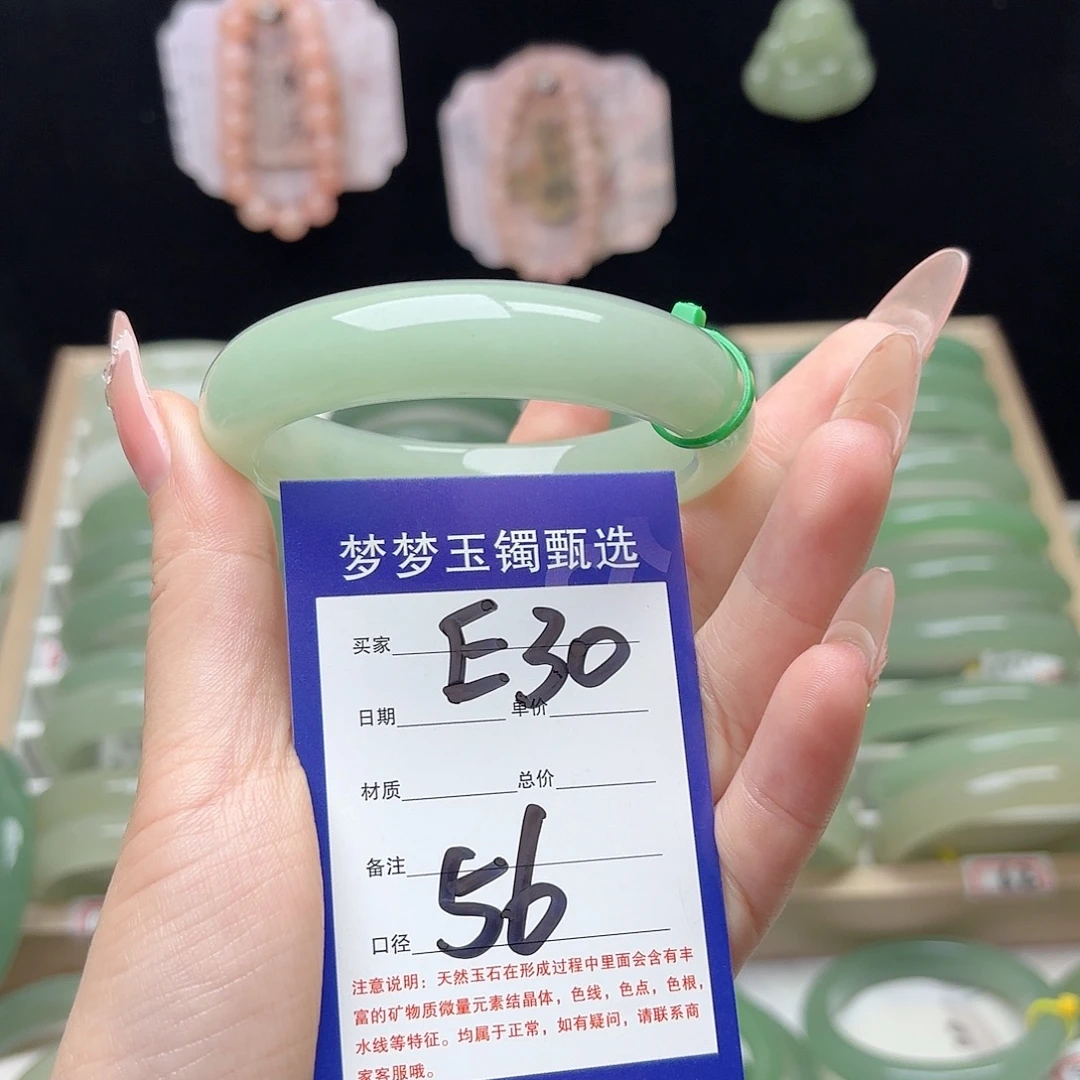 梦梦玉镯甄选
买家 E30
日期 单价
材质 总价
备注
口径 56
注意说明：天然玉石在形成过程中里面会含有丰
富的矿物质微量元素结晶体，色线，色点，色根，
水线等特征。均属于正常，如有疑问，请联系商
家客服哦。